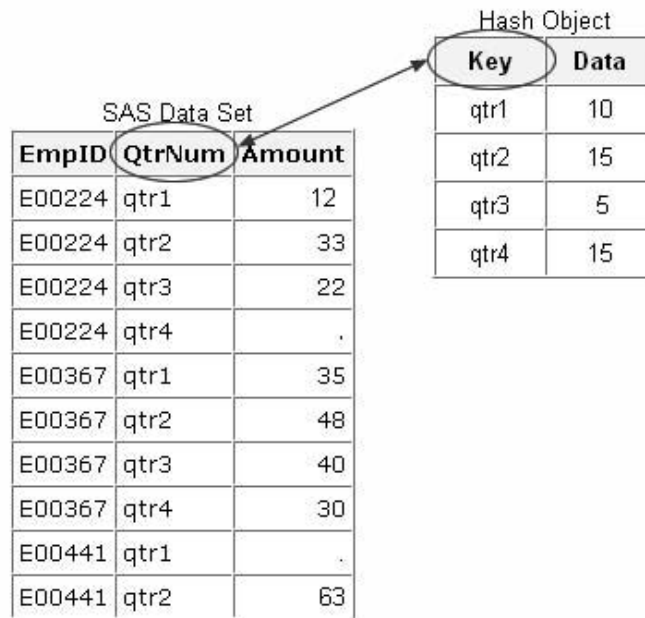 Hash Object
Key Data
qtr1 10
qtr2 15
qtr3 5
qtr4 15
SAS Data Set
EmpID QtrNum Amount
E00224 qtr1 12
E00224 qtr2 33
E00224 qtr3 22
E00224 qtr4 .
E00367 qtr1 35
E00367 qtr2 48
E00367 qtr3 40
E00367 qtr4 30
E00441 qtr1 .
E00441 qtr2 63